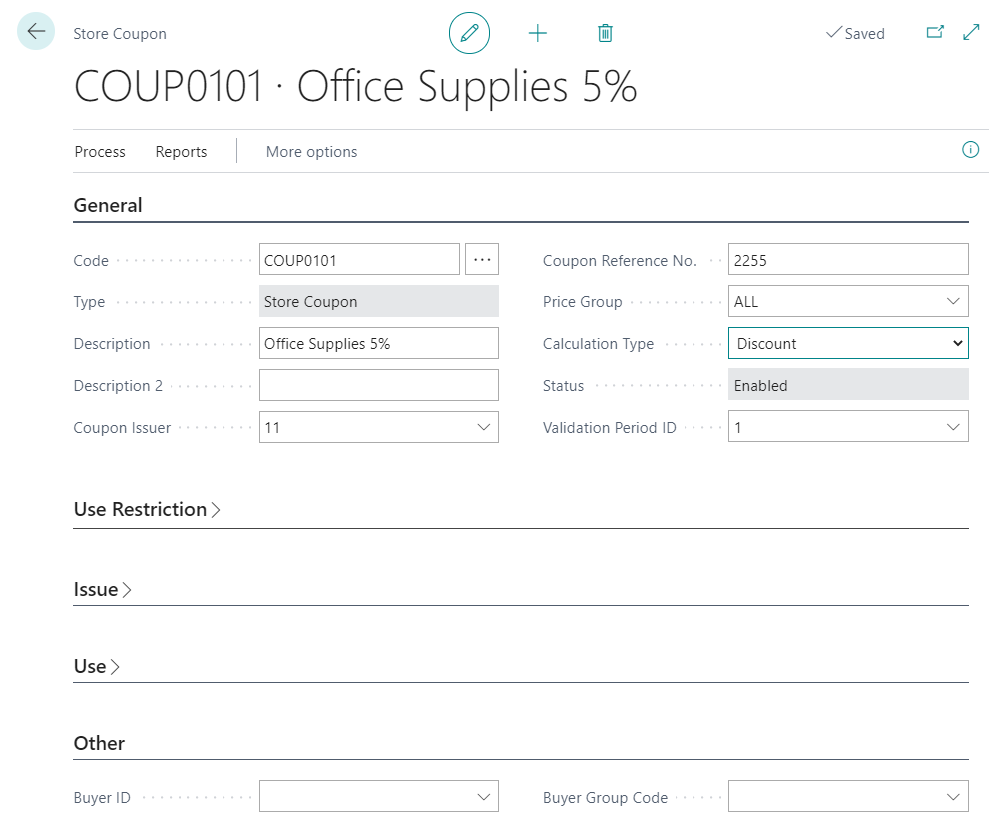 Store Coupon
Saved
COUP0101 · Office Supplies 5%
Process Reports More options
General
Code COUP0101 ... Coupon Reference No. 2255
Type Store Coupon Price Group ALL
Description Office Supplies 5% Calculation Type Discount
Description 2 Status Enabled
Coupon Issuer 11 Validation Period ID 1
Use Restriction
Issue
Use
Other
Buyer ID Buyer Group Code